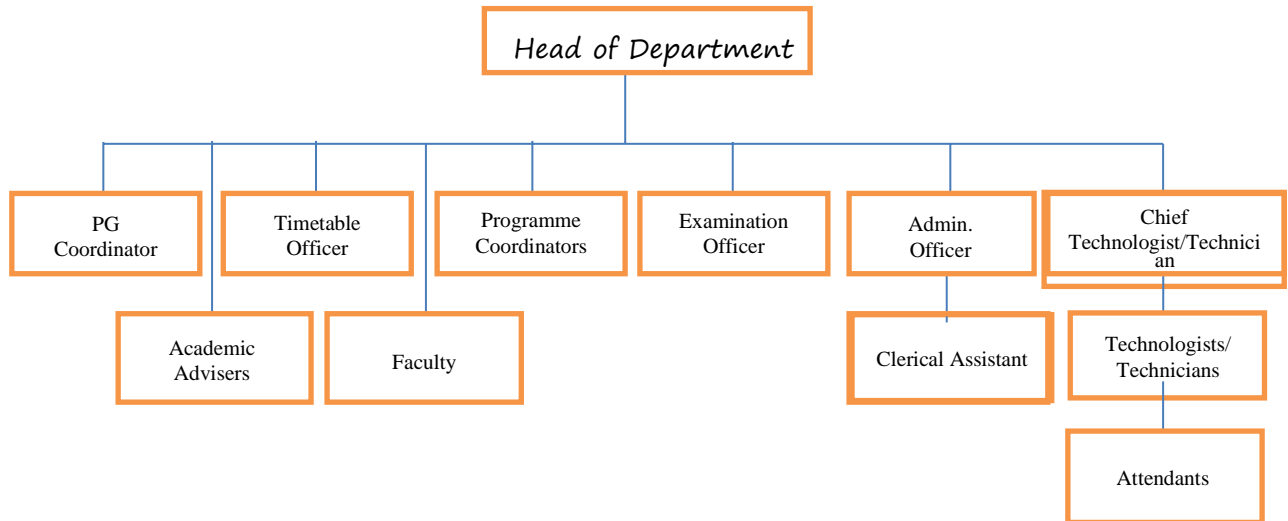 Head of Department
PG
Coordinator
Timetable
Officer
Programme
Coordinators
Examination
Officer
Admin.
Officer
Chief
Technologist/Technici
an
Academic
Advisers
Faculty
Clerical Assistant
Technologists/
Technicians
Attendants